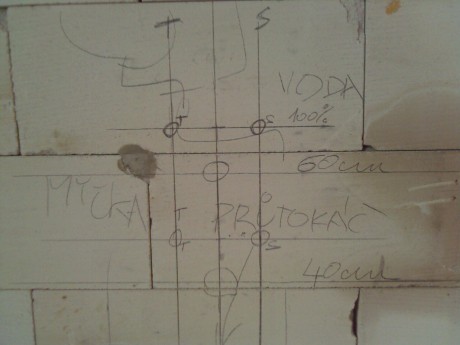 T S
VODA
T S 100%
60cm
MYČKA T PRŮTOKÁČ
T S
40cm